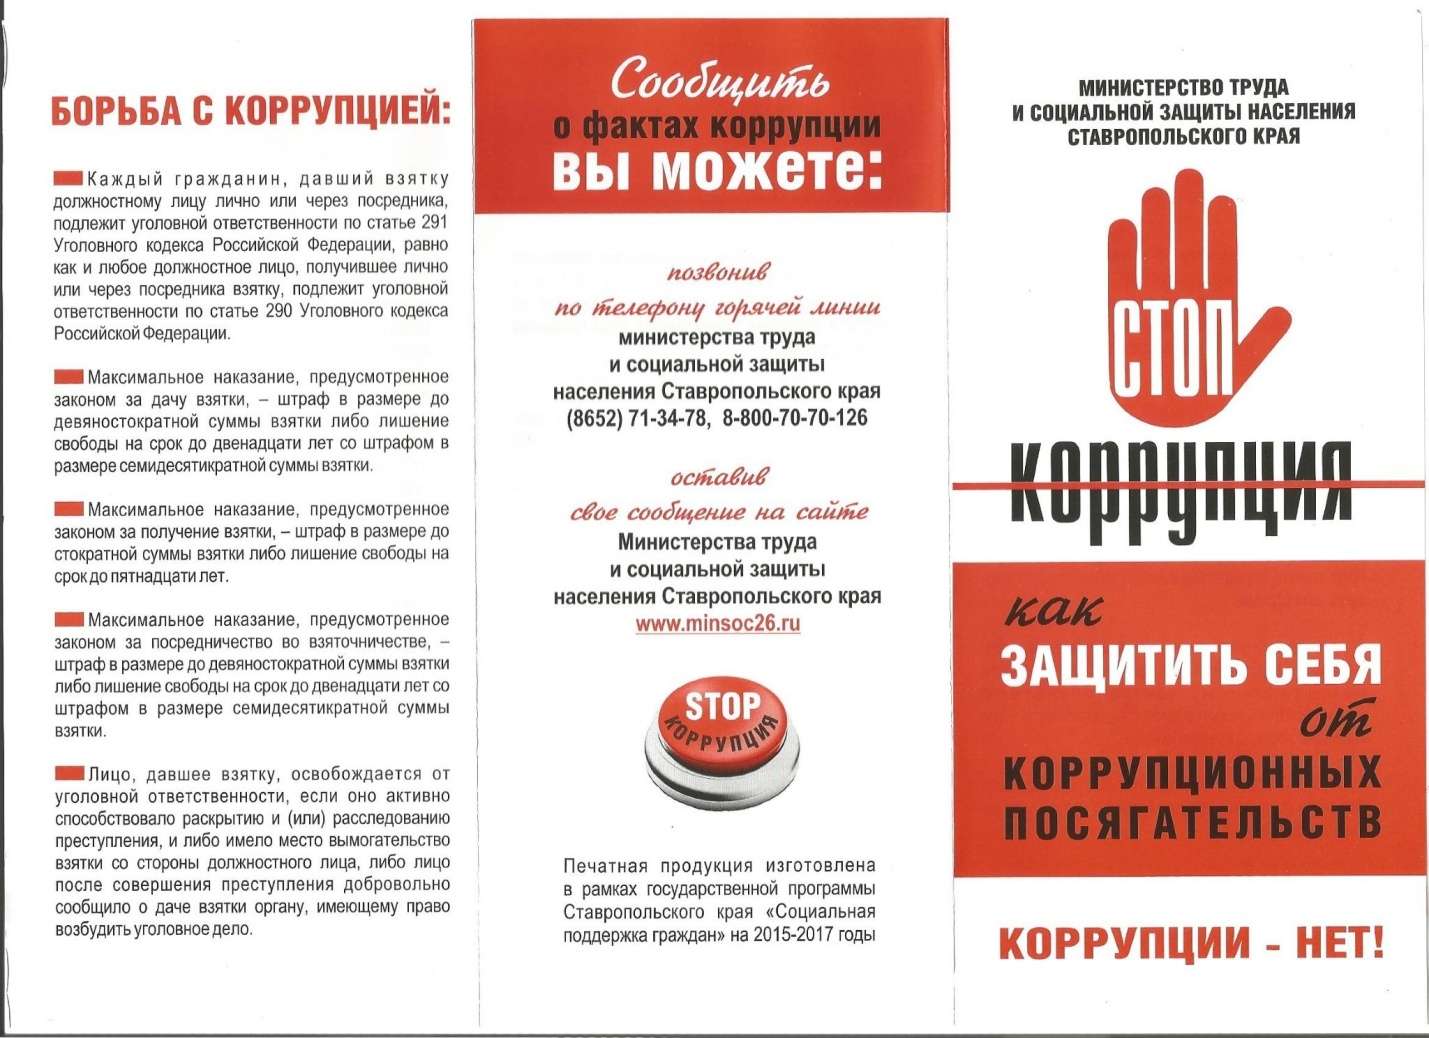 БОРЬБА С КОРРУПЦИЕЙ:
Каждый гражданин, давший взятку
должностному лицу лично или через посредника,
подлежит уголовной ответственности по статье 291
Уголовного кодекса Российской Федерации, равно
как и любое должностное лицо, получившее лично
или через посредника взятку, подлежит уголовной
ответственности по статье 290 Уголовного кодекса
Российской Федерации.
Максимальное наказание, предусмотренное
законом за дачу взятки, – штраф в размере до
девяностократной суммы взятки либо лишение
свободы на срок до двенадцати лет со штрафом в
размере семидесятикратной суммы взятки.
Максимальное наказание, предусмотренное
законом за получение взятки, – штраф в размере до
стократной суммы взятки либо лишение свободы на
срок до пятнадцати лет.
Максимальное наказание, предусмотренное
законом за посредничество во взяточничестве, –
штраф в размере до девяностократной суммы взятки
либо лишение свободы на срок до двенадцати лет со
штрафом в размере семидесятикратной суммы
взятки.
Лицо, давшее взятку, освобождается от
уголовной ответственности, если оно активно
способствовало раскрытию и (или) расследованию
преступления, и либо имело место вымогательство
взятки со стороны должностного лица, либо лицо
после совершения преступления добровольно
сообщило о даче взятки органу, имеющему право
возбудить уголовное дело.
Сообщить
о фактах коррупции
вы можете:
позвонив
по телефону горячей линии
министерства труда
и социальной защиты
населения Ставропольского края
(8652) 71-34-78, 8-800-70-70-126
оставив
свое сообщение на сайте
Министерства труда
и социальной защиты
населения Ставропольского края
www.minsoc26.ru
STOP
КОРРУПЦИЯ
Печатная продукция изготовлена
в рамках государственной программы
Ставропольского края «Социальная
поддержка граждан» на 2015-2017 годы
МИНИСТЕРСТВО ТРУДА
И СОЦИАЛЬНОЙ ЗАЩИТЫ НАСЕЛЕНИЯ
СТАВРОПОЛЬСКОГО КРАЯ
СТОП
коррупция
как
ЗАЩИТИТЬ СЕБЯ
от
КОРРУПЦИОННЫХ
ПОСЯГАТЕЛЬСТВ
КОРРУПЦИИ - НЕТ!